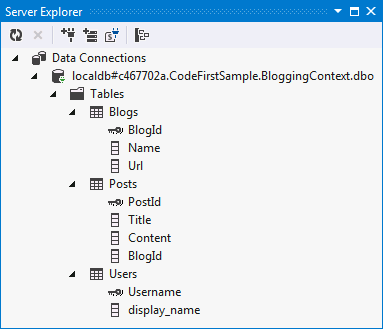 Server Explorer
Data Connections
localdb#c467702a.CodeFirstSample.BloggingContext.dbo
Tables
Blogs
BlogId
Name
Url
Posts
PostId
Title
Content
BlogId
Users
Username
display_name